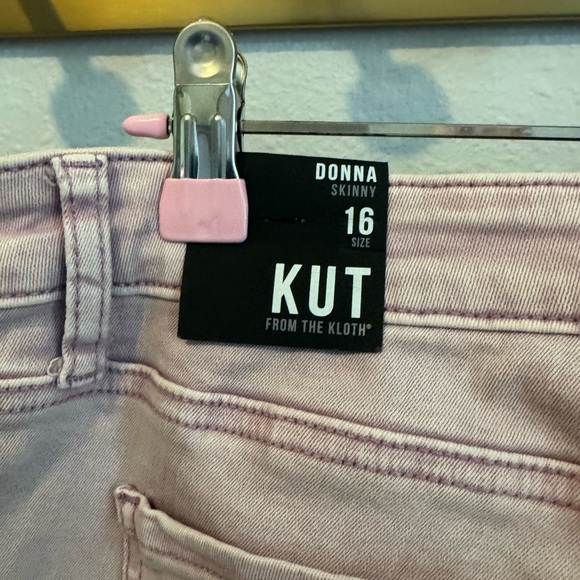 DONNA
SKINNY
16
SIZE
KUT
FROM THE KLOTH®